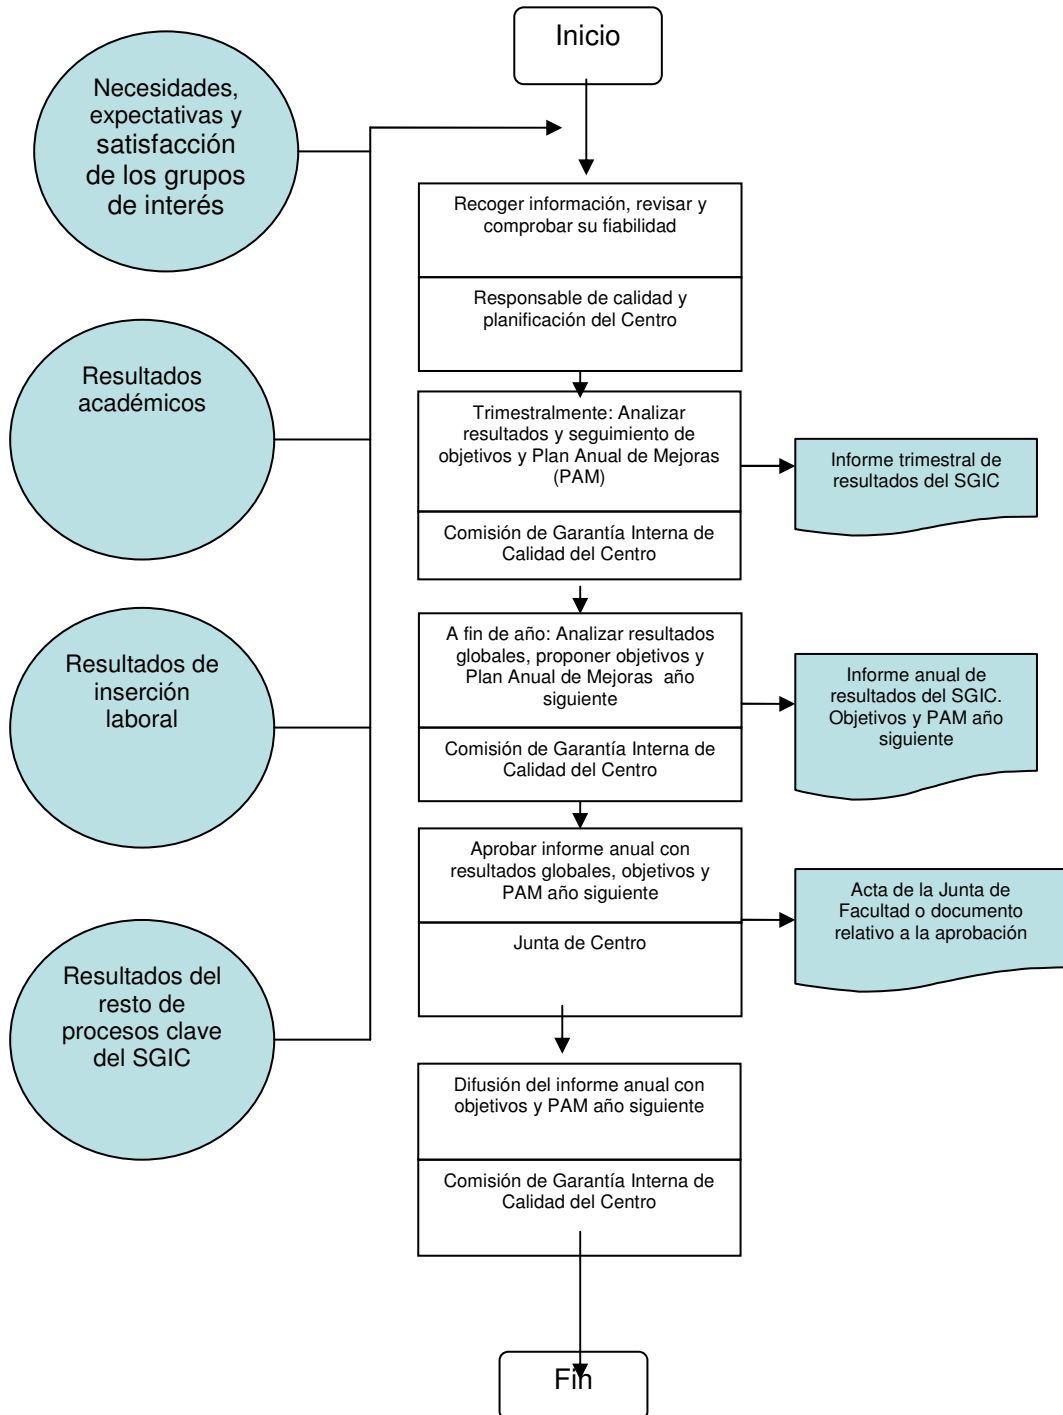 Inicio
Necesidades,
expectativas y
satisfacción
de los grupos
de interés
Recoger información, revisar y
comprobar su fiabilidad
Responsable de calidad y
planificación del Centro
Resultados
académicos
Trimestralmente: Analizar
resultados y seguimiento de
objetivos y Plan Anual de Mejoras
(PAM)
Comisión de Garantía Interna de
Calidad del Centro
Informe trimestral de
resultados del SGIC
Resultados de
inserción
laboral
A fin de año: Analizar resultados
globales, proponer objetivos y
Plan Anual de Mejoras año
siguiente
Comisión de Garantía Interna de
Calidad del Centro
Informe anual de
resultados del SGIC.
Objetivos y PAM año
siguiente
Aprobar informe anual con
resultados globales, objetivos y
PAM año siguiente
Junta de Centro
Acta de la Junta de
Facultad o documento
relativo a la aprobación
Resultados del
resto de
procesos clave
del SGIC
Difusión del informe anual con
objetivos y PAM año siguiente
Comisión de Garantía Interna de
Calidad del Centro
Fin